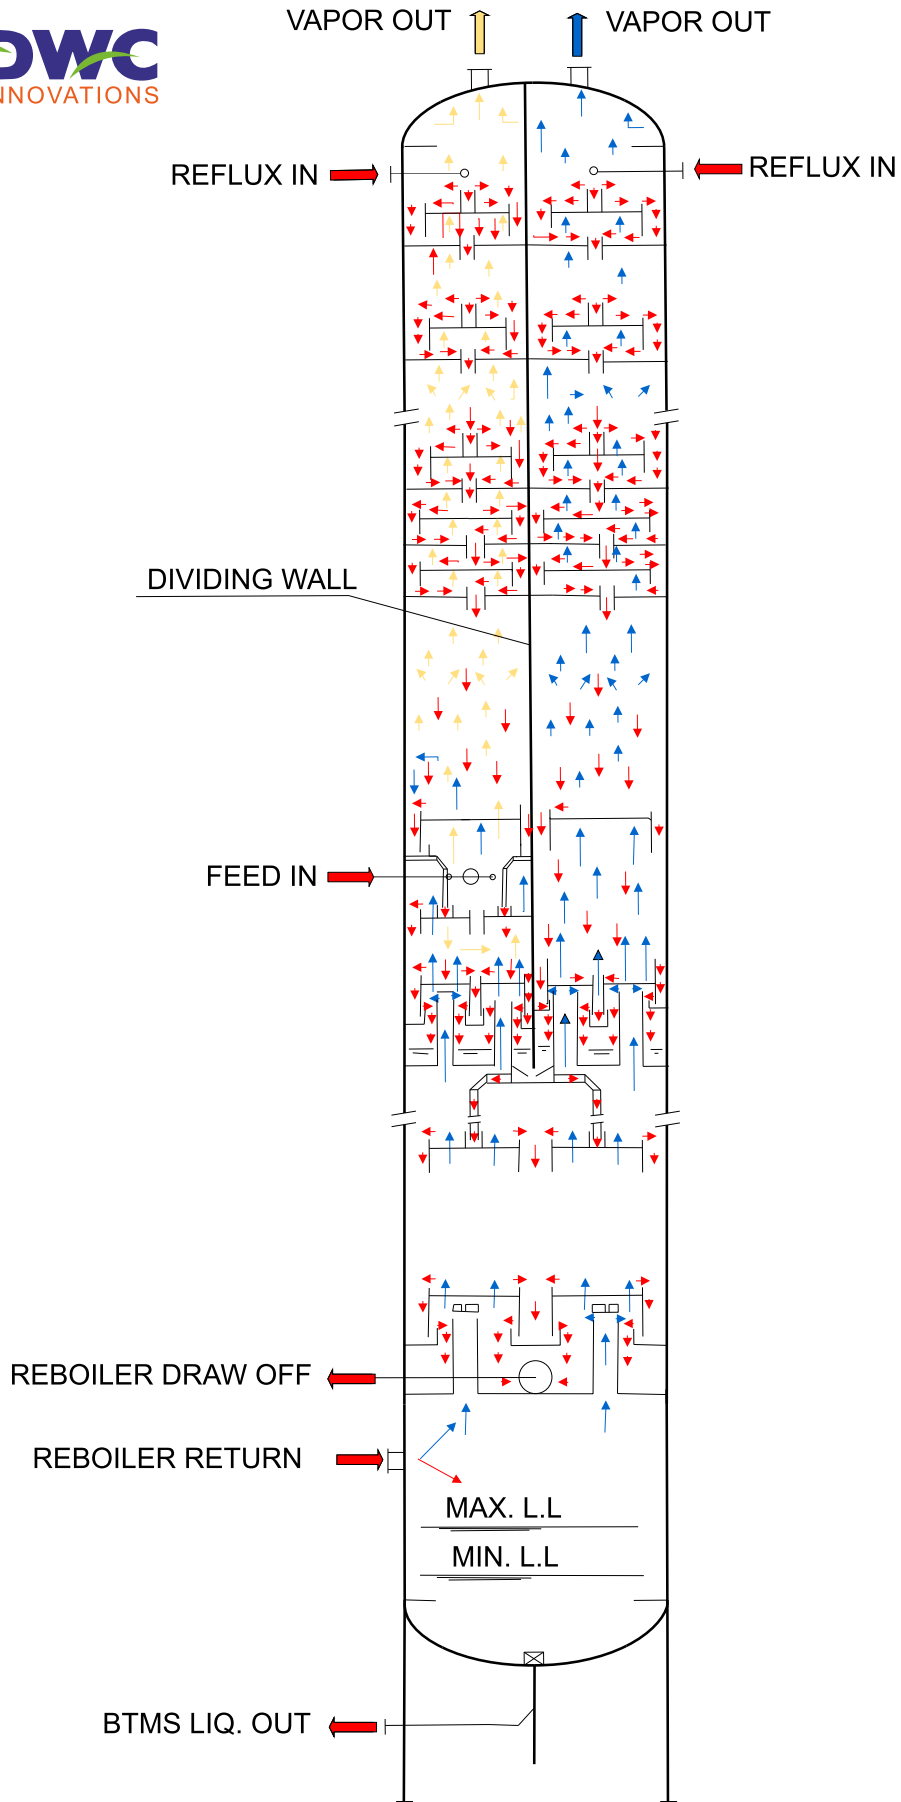 VAPOR OUT
VAPOR OUT
DWC
INNOVATIONS
REFLUX IN
REFLUX IN
DIVIDING WALL
FEED IN
REBOILER DRAW OFF
REBOILER RETURN
MAX. L.L
MIN. L.L
BTMS LIQ. OUT